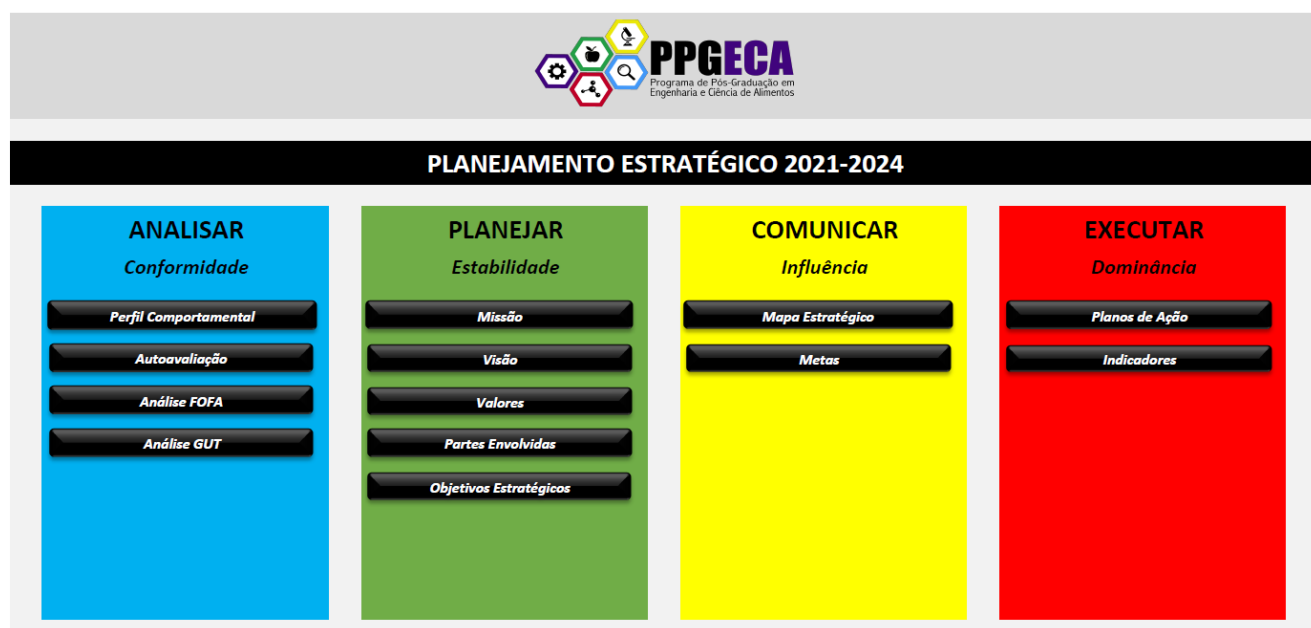 PPGECA
Programa de Pós-Graduação em
Engenharia e Ciência de Alimentos
PLANEJAMENTO ESTRATÉGICO 2021-2024
ANALISAR
Conformidade
Perfil Comportamental
Autoavaliação
Análise FOFA
Análise GUT
PLANEJAR
Estabilidade
Missão
Visão
Valores
Partes Envolvidas
Objetivos Estratégicos
COMUNICAR
Influência
Mapa Estratégico
Metas
EXECUTAR
Dominância
Planos de Ação
Indicadores